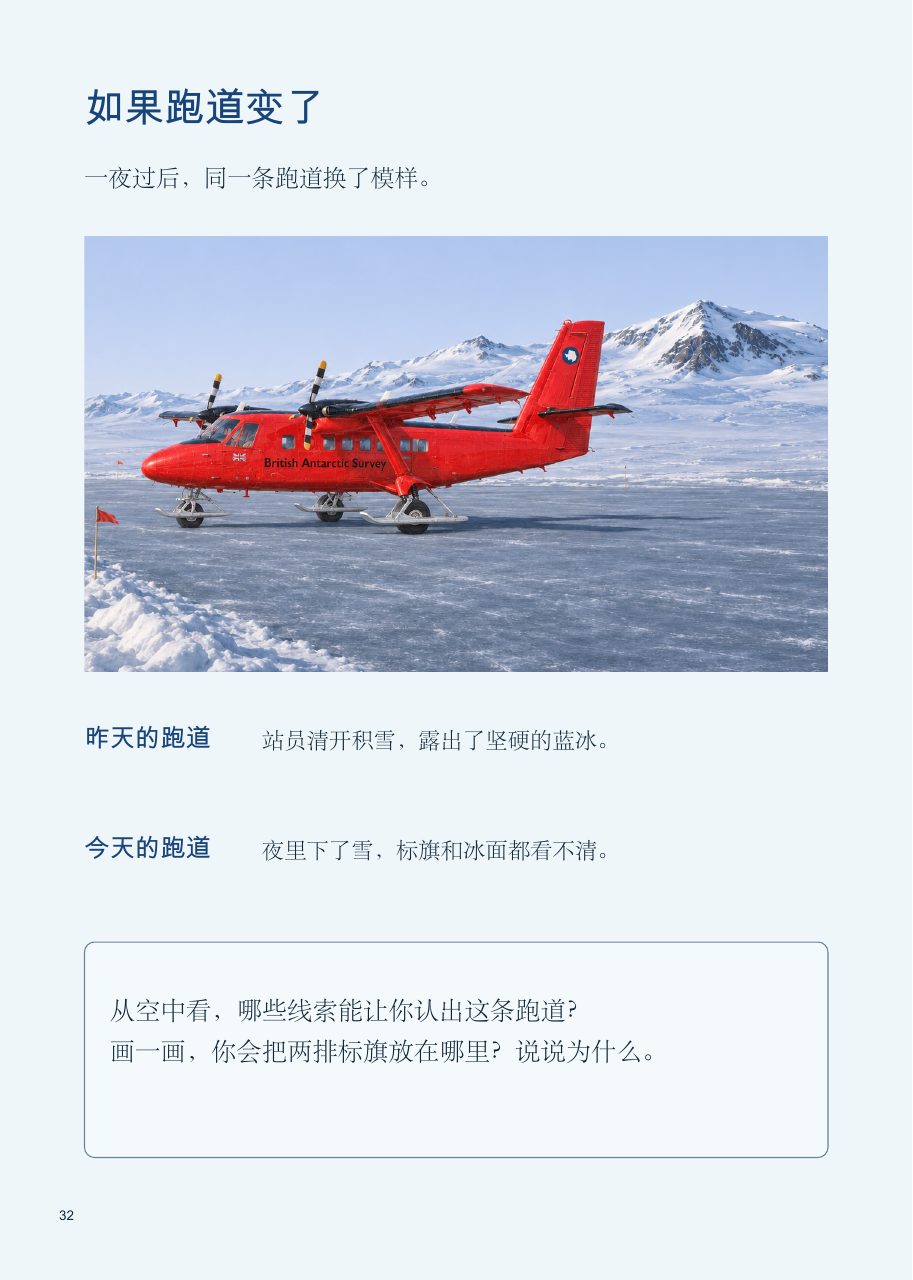 如果跑道变了
一夜过后，同一条跑道换了模样。
British Antarctic Survey
昨天的跑道 站员清开积雪，露出了坚硬的蓝冰。
今天的跑道 夜里下了雪，标旗和冰面都看不清。
从空中看，哪些线索能让你认出这条跑道？
画一画，你会把两排标旗放在哪里？说说为什么。
32